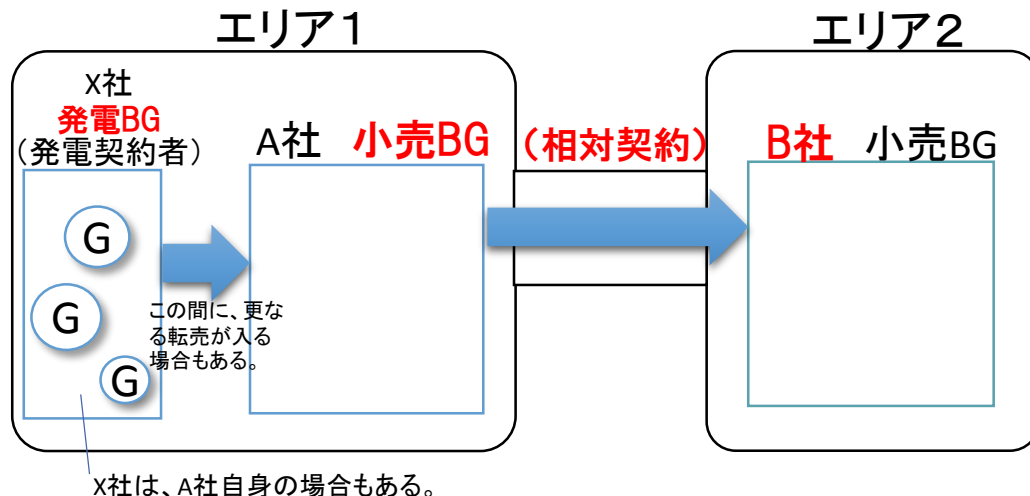 エリア1
エリア2
X社
発電BG
(発電契約者)
A社 小売BG
(相対契約)
B社 小売BG
G
G
G
この間に、更な
る転売が入る
場合もある。
X社は、A社自身の場合もある。